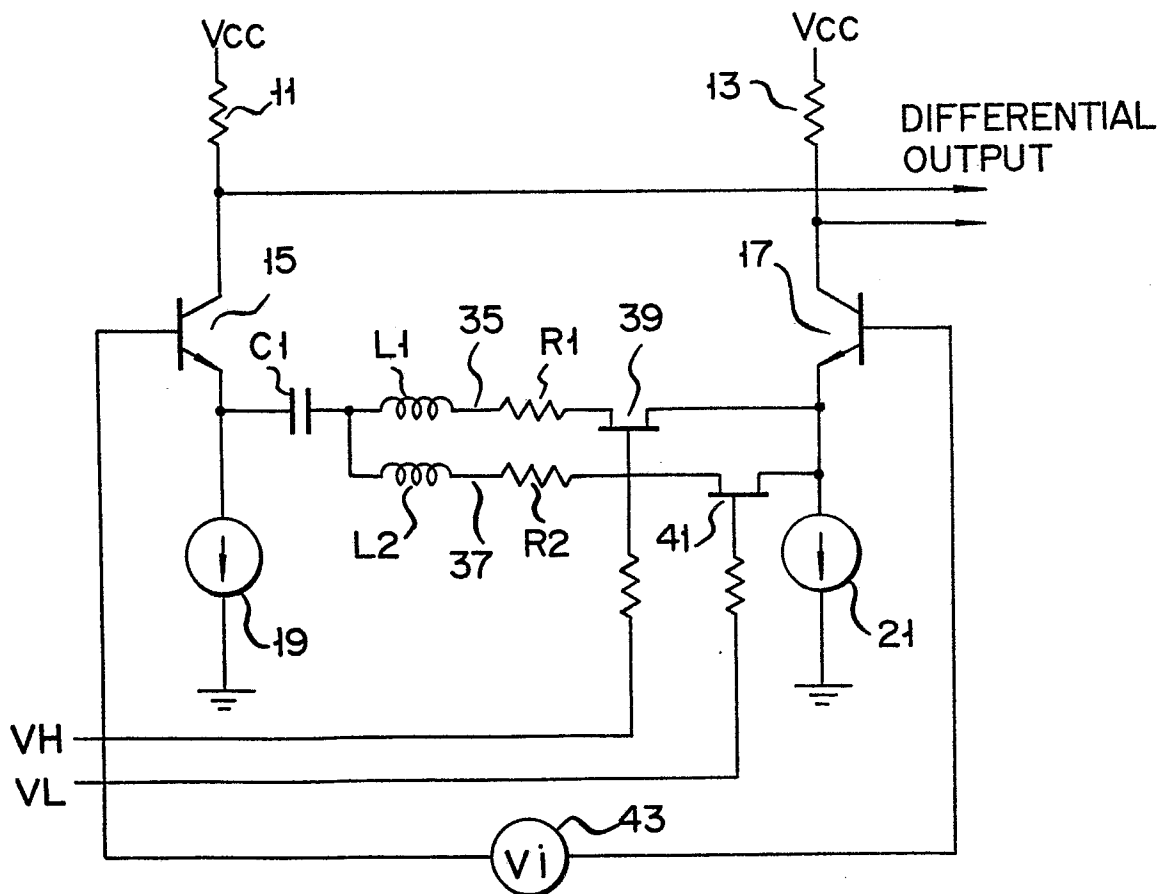 VCC
VCC
11
13
DIFFERENTIAL
OUTPUT
15
17
C1
L1
35
R1
39
L2
37
R2
41
19
21
VH
VL
43
Vi